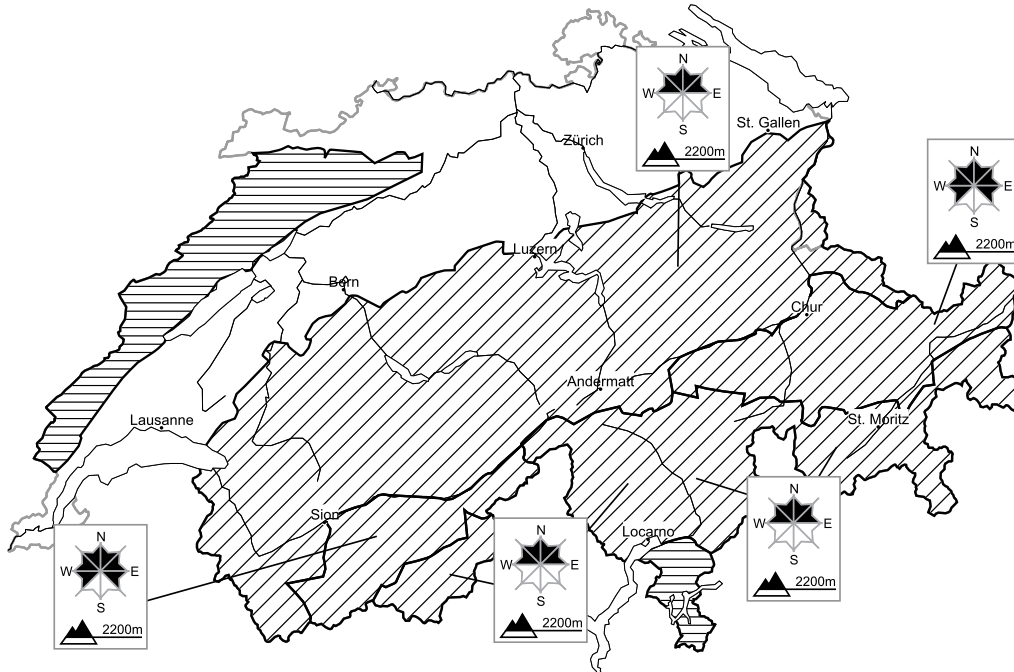 N
W E
S
2200m
St. Gallen
Zürich
N
W E
S
2200m
Luzern
Bern
Chur
Andermatt
Lausanne
St. Moritz
N
W E
S
2200m
Sion
Locarno
N
W E
S
2200m
N
W E
S
2200m